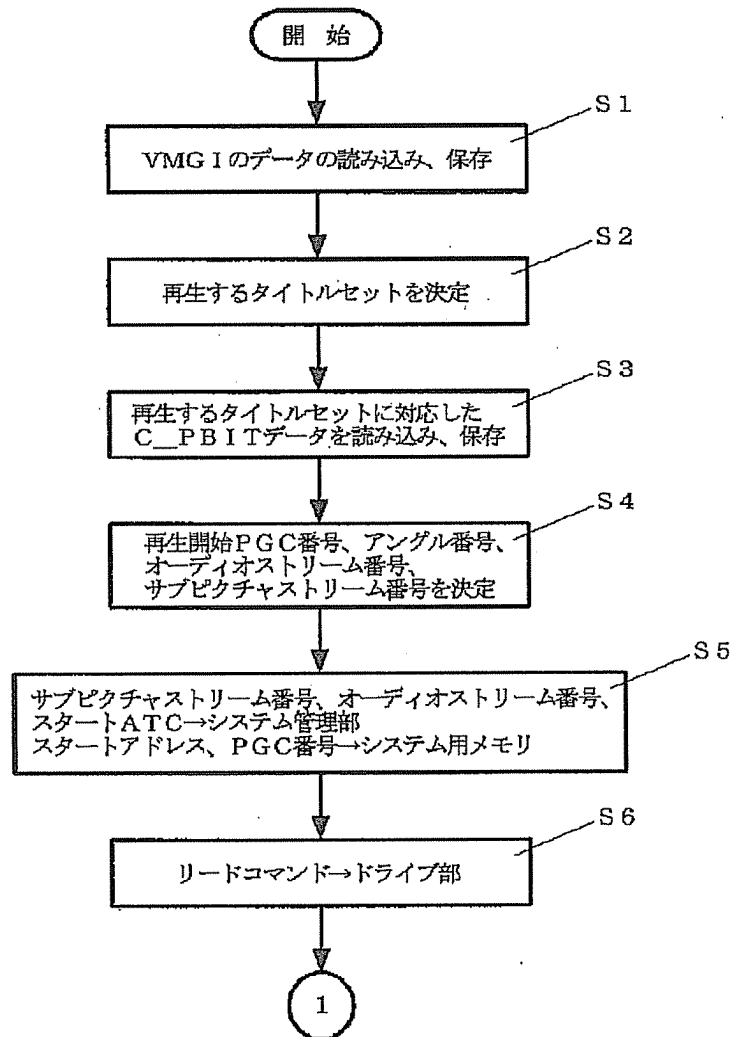 開 始
S1
VMGIのデータの読み込み、保存
S2
再生するタイトルセットを決定
S3
再生するタイトルセットに対応した
C__PBITデータを読み込み、保存
S4
再生開始PGC番号、アングル番号、
オーディオストリーム番号、
サブピクチャストリーム番号を決定
S5
サブピクチャストリーム番号、オーディオストリーム番号、
スタートATC→システム管理部
スタートアドレス、PGC番号→システム用メモリ
S6
リードコマンド→ドライブ部
1